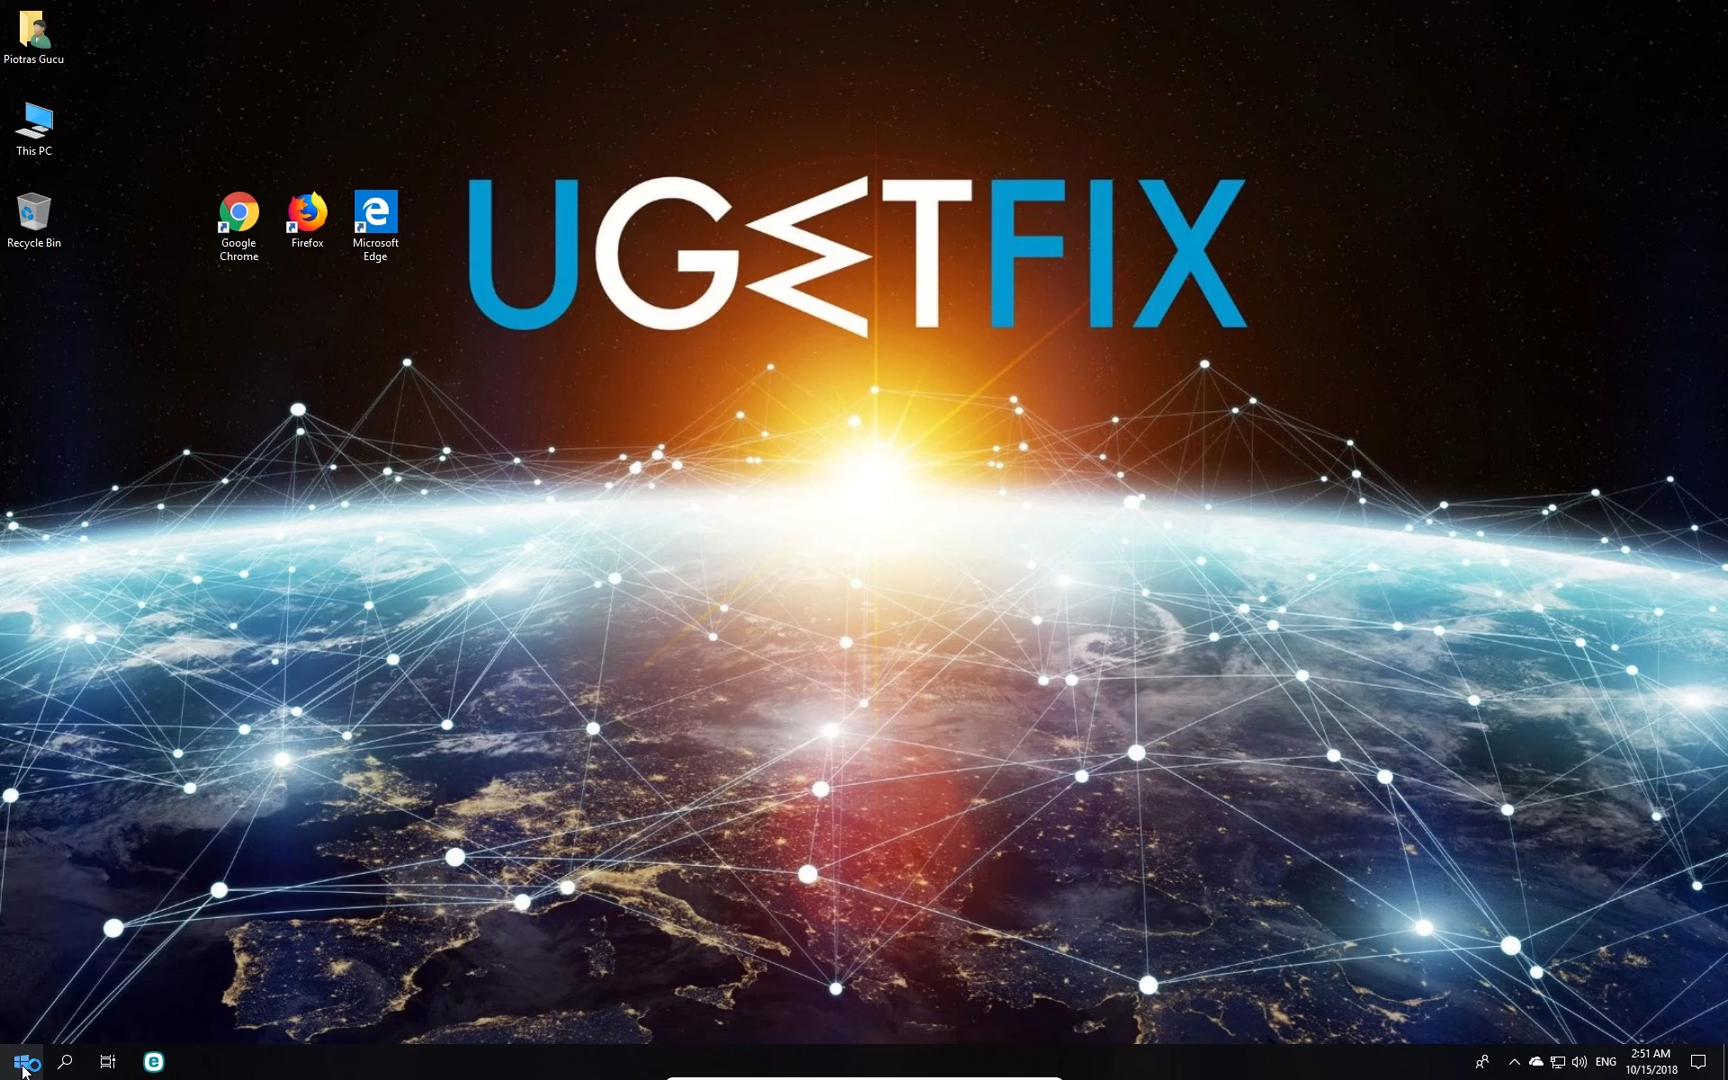 Piotras Gucu
This PC
Recycle Bin
Google
Chrome
Firefox
Microsoft
Edge
UGETFIX
ENG
2:51 AM
10/15/2018